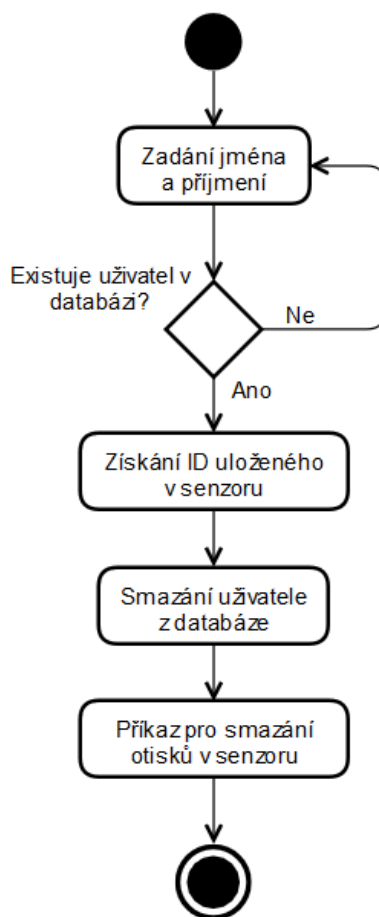 Zadání jména
a příjmení
Existuje uživatel v
databázi?
Ne
Ano
Získání ID uloženého
v senzoru
Smazání uživatele
z databáze
Příkaz pro smazání
otisků v senzoru